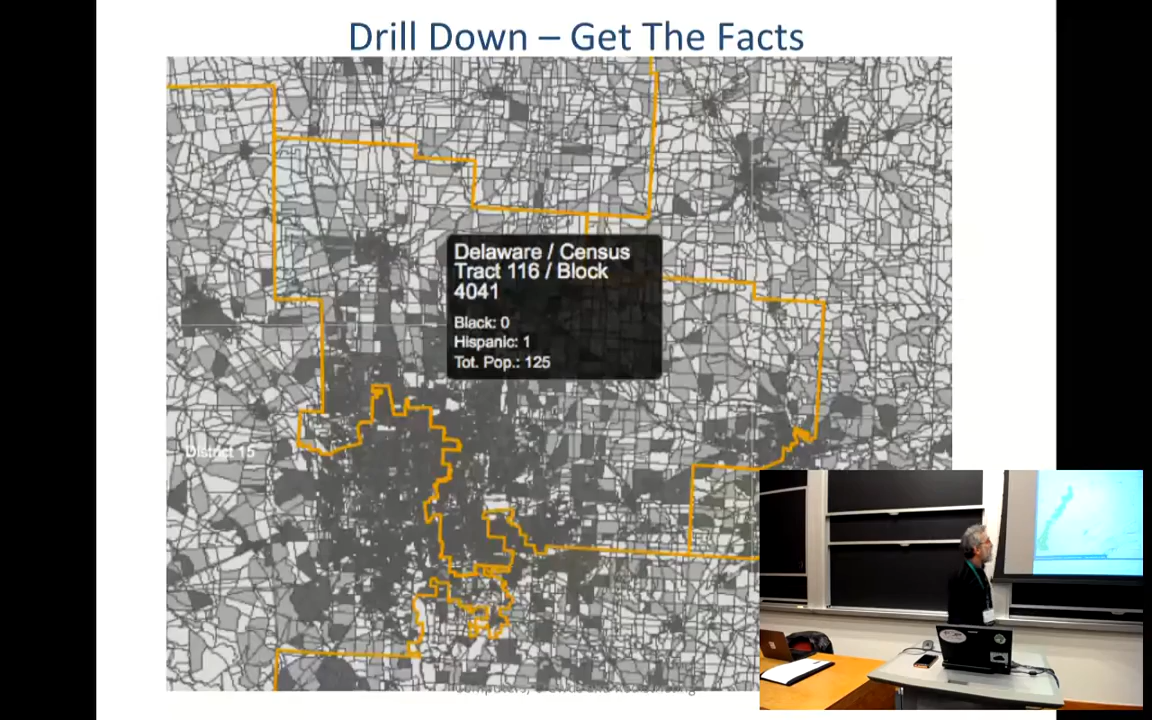 Drill Down – Get The Facts
Delaware / Census
Tract 116 / Block
4041
Black: 0
Hispanic: 1
Tot. Pop.: 125
District 15